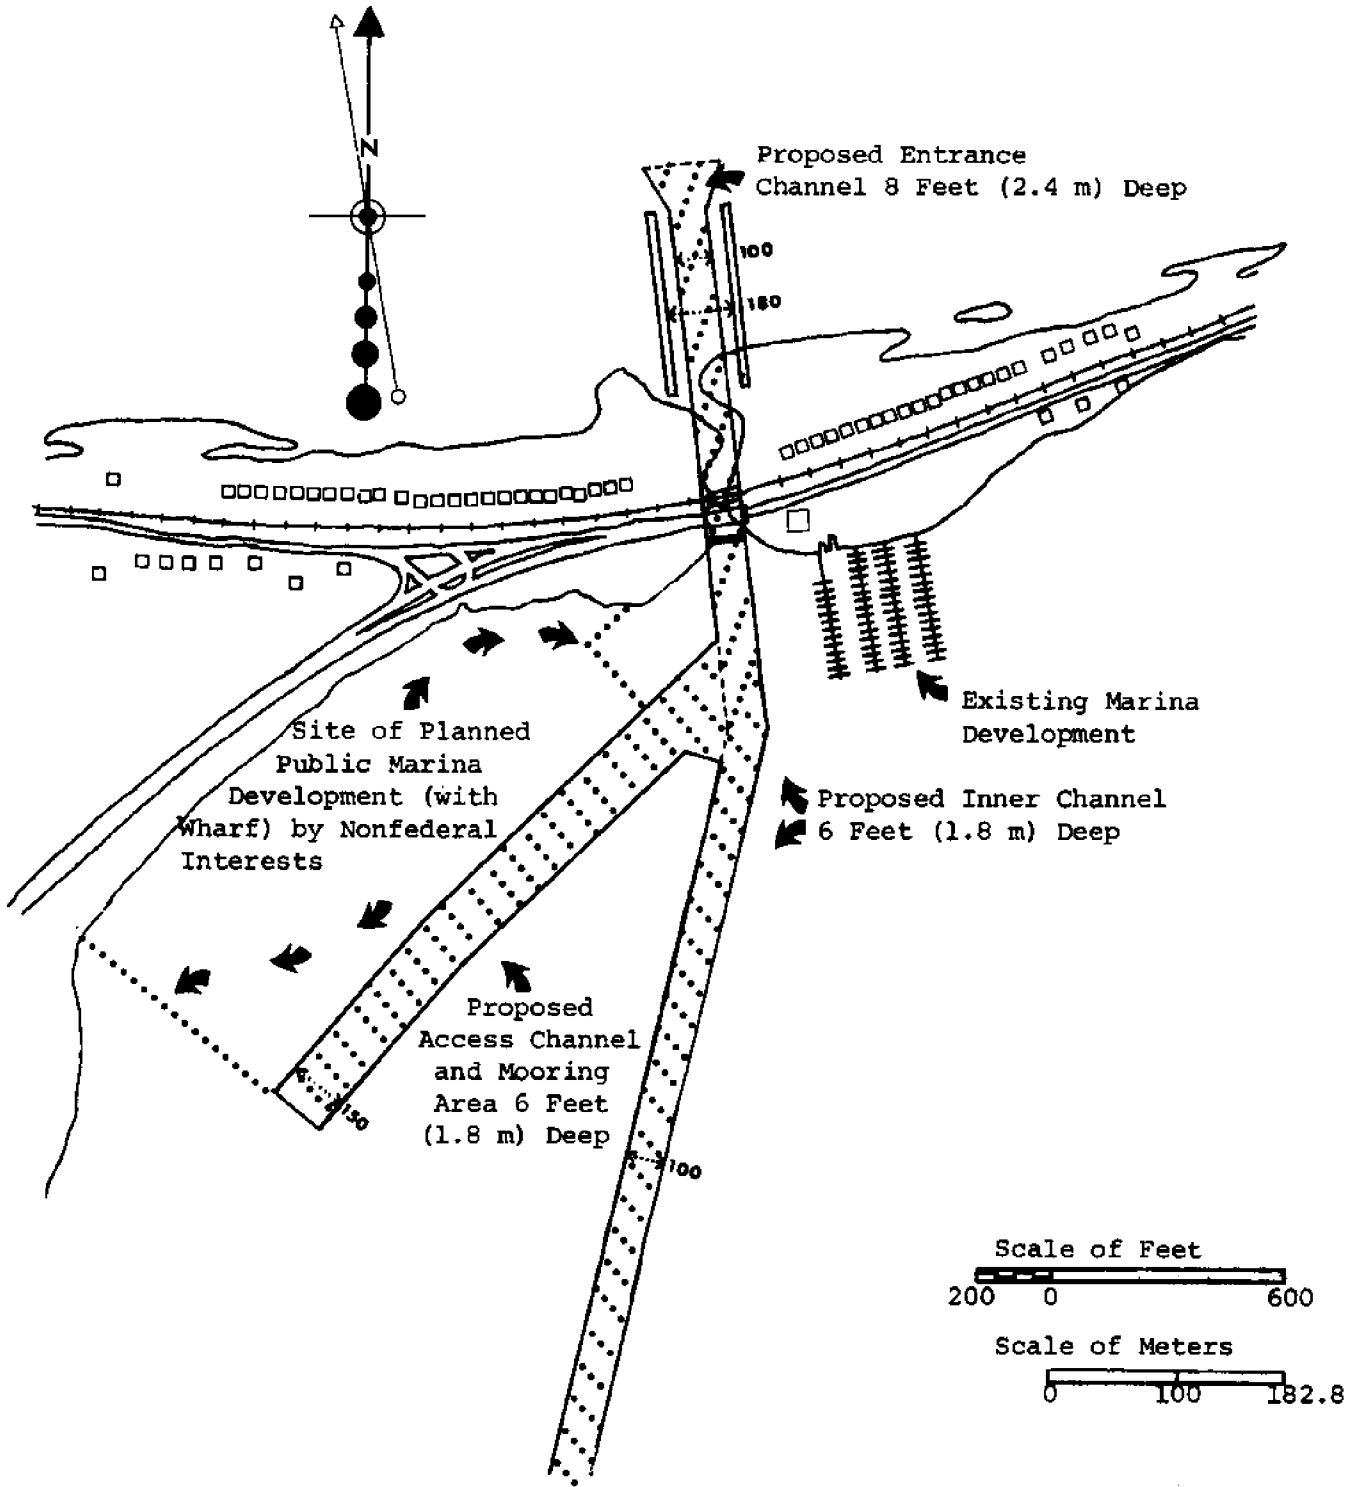 N
Proposed Entrance
Channel 8 Feet (2.4 m) Deep
100
180
Existing Marina
Development
Site of Planned
Public Marina
Development (with
Wharf) by Nonfederal
Interests
Proposed Inner Channel
6 Feet (1.8 m) Deep
Proposed
Access Channel
and Mooring
Area 6 Feet
(1.8 m) Deep
150
100
Scale of Feet
200 0 600
Scale of Meters
0 100 182.8